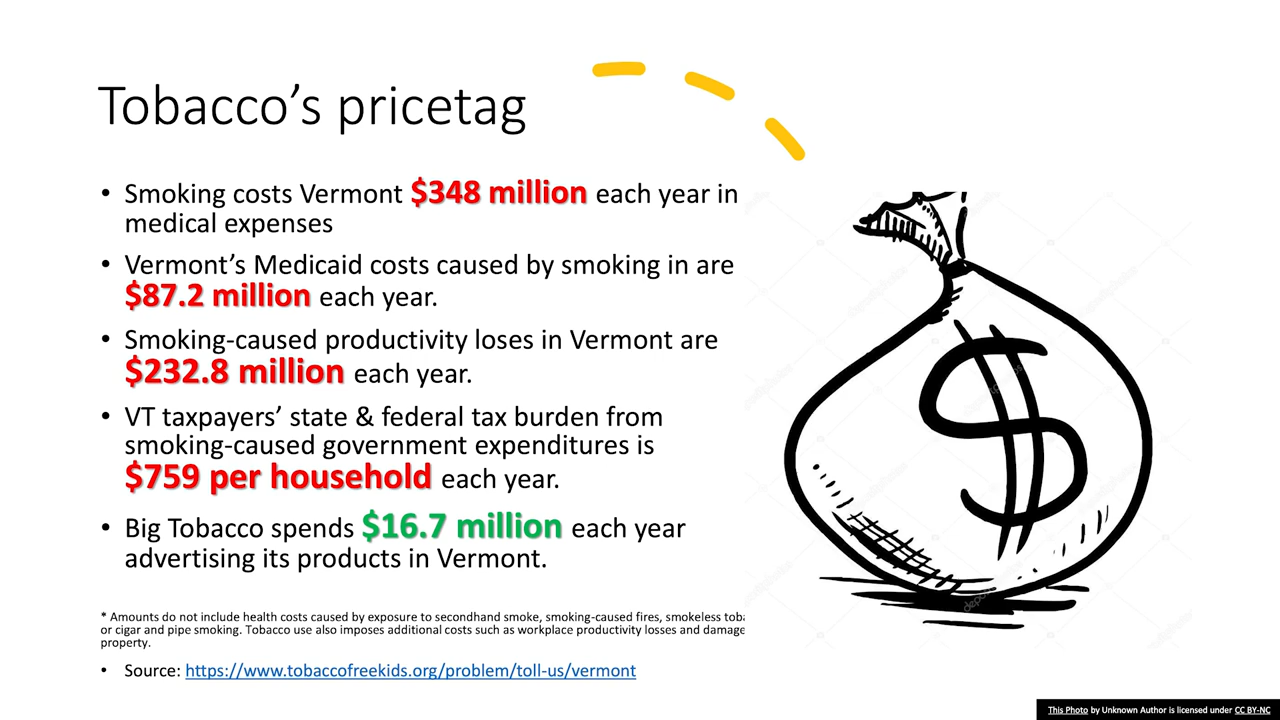 Tobacco’s pricetag
• Smoking costs Vermont $348 million each year in
medical expenses
• Vermont’s Medicaid costs caused by smoking in are
$87.2 million each year.
• Smoking-caused productivity loses in Vermont are
$232.8 million each year.
• VT taxpayers’ state & federal tax burden from
smoking-caused government expenditures is
$759 per household each year.
• Big Tobacco spends $16.7 million each year
advertising its products in Vermont.
* Amounts do not include health costs caused by exposure to secondhand smoke, smoking-caused fires, smokeless
or cigar and pipe smoking. Tobacco use also imposes additional costs such as workplace productivity losses and damage
property.
• Source: https://www.tobaccofreekids.org/problem/toll-us/vermont
$
This Photo by Unknown Author is licensed under CC BY-NC